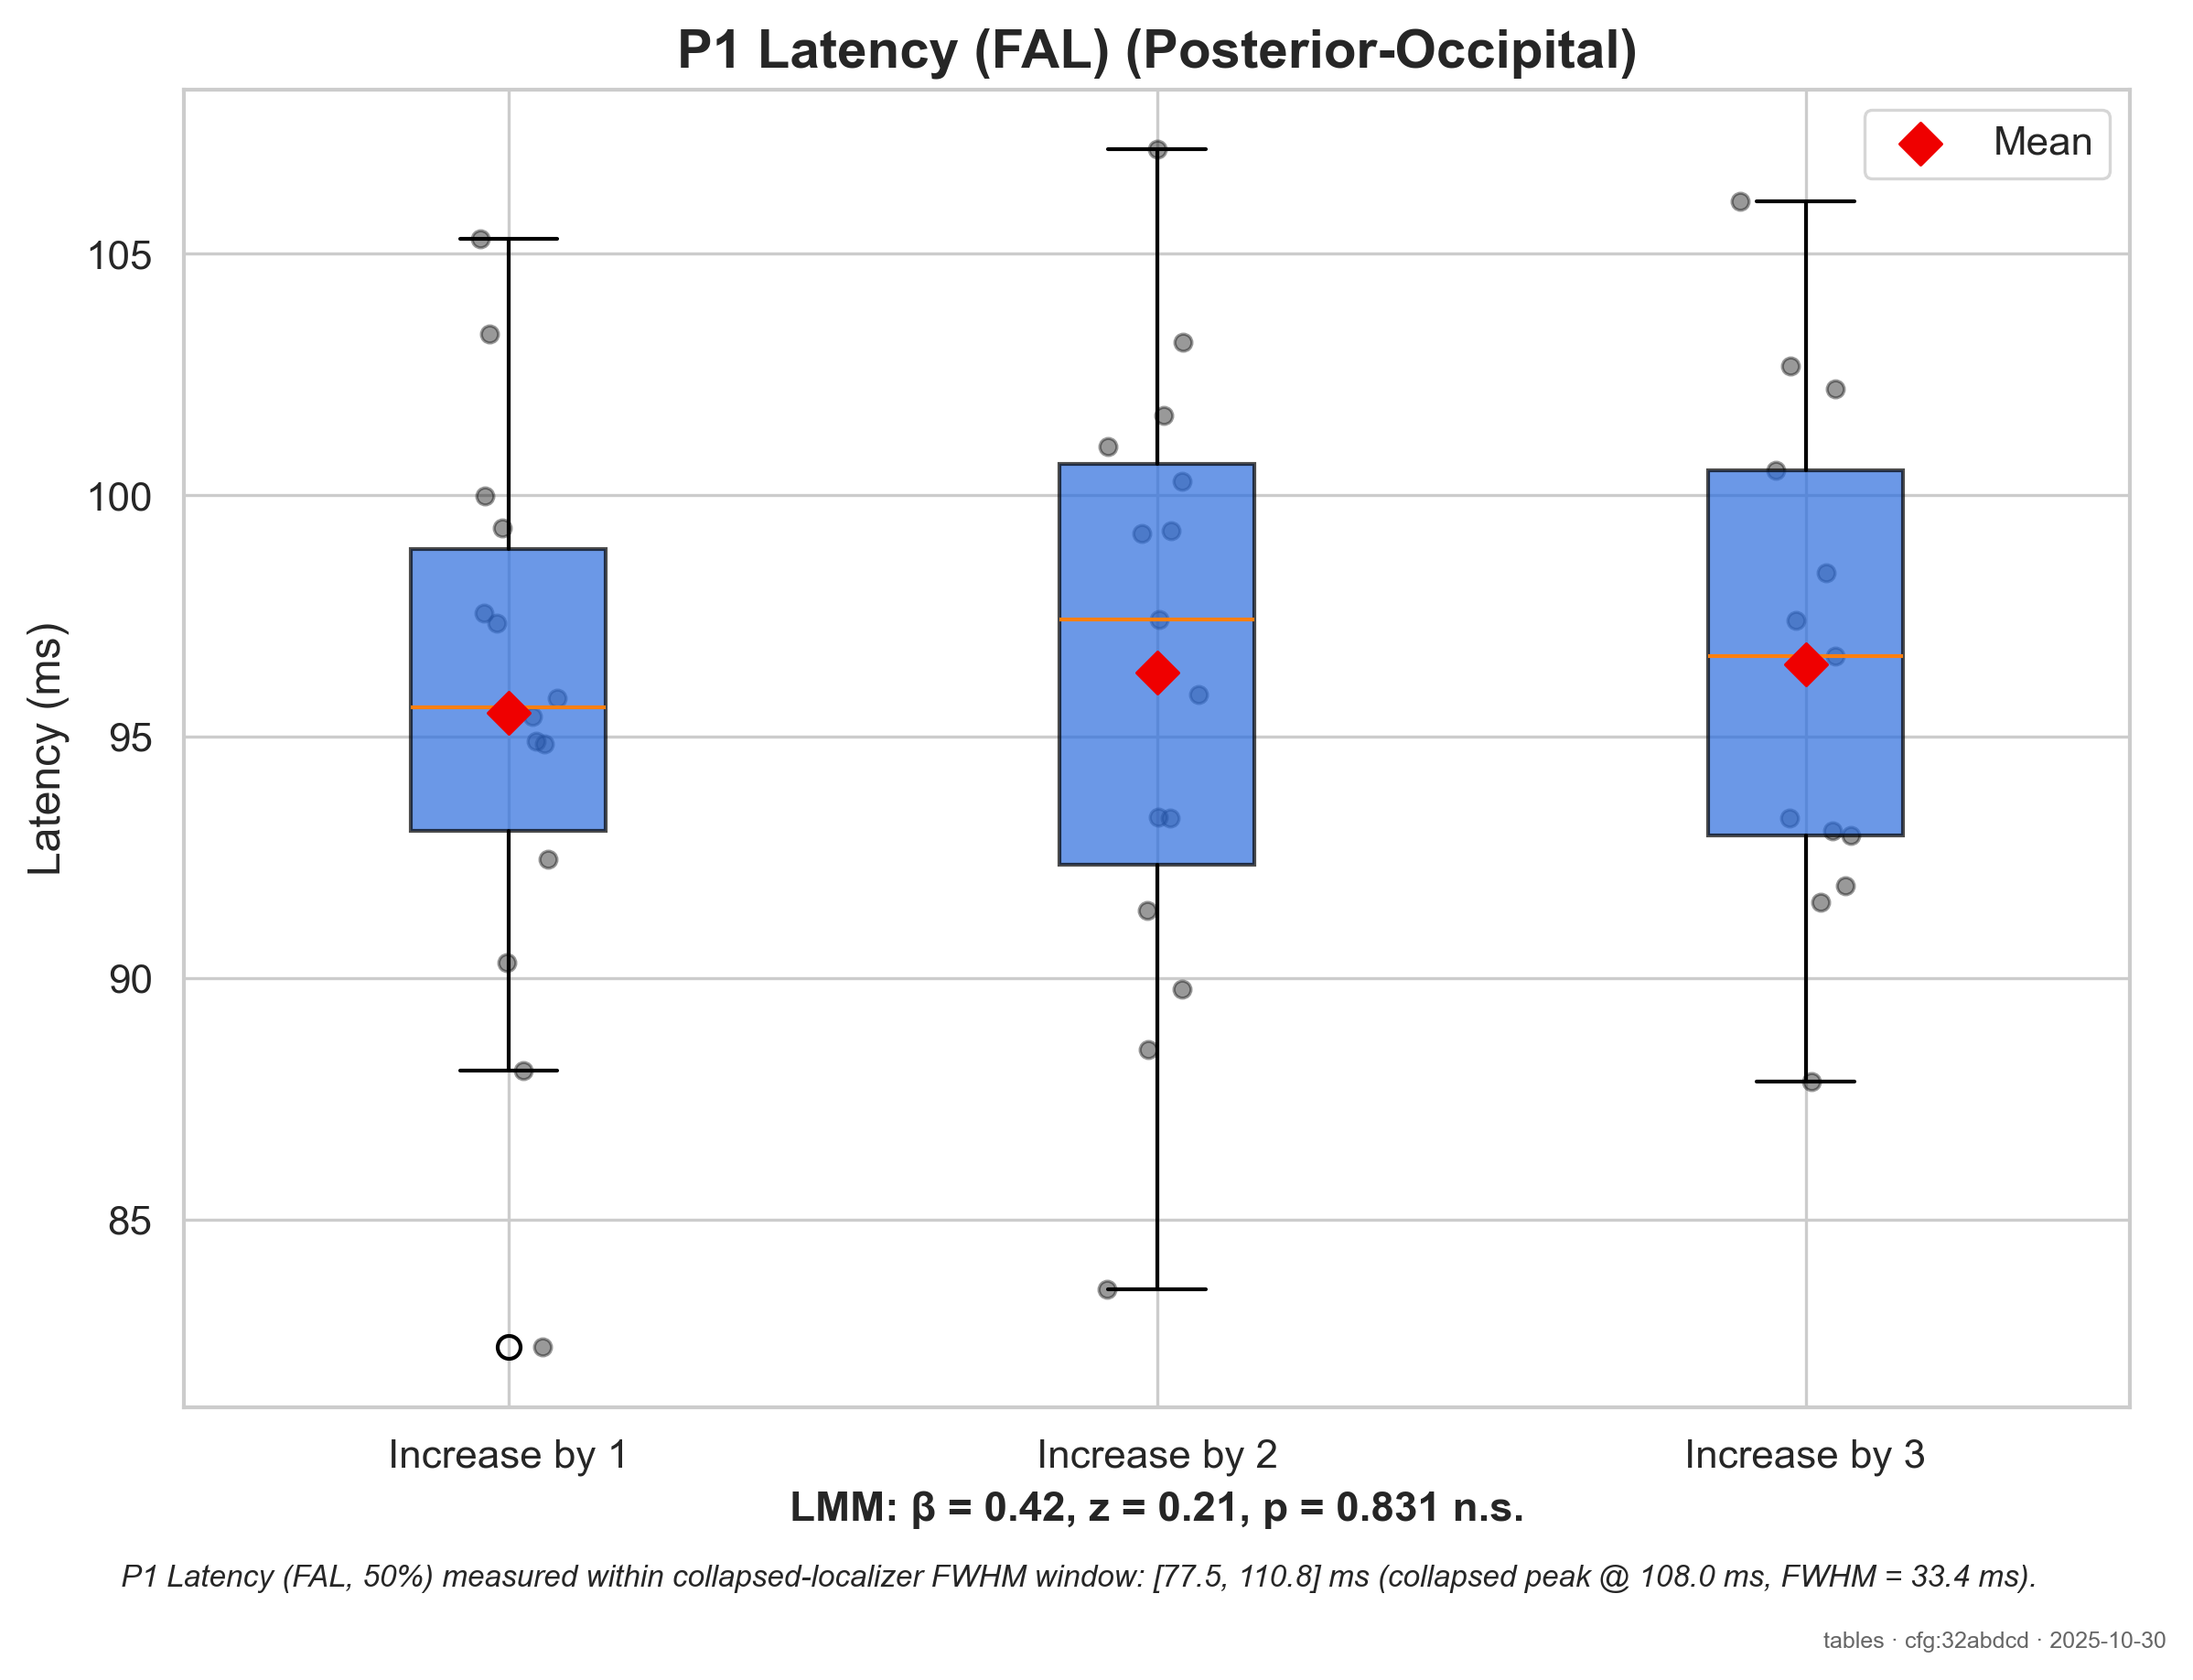 P1 Latency (FAL) (Posterior-Occipital)
Mean
Latency (ms)
105
100
95
90
85
Increase by 1
Increase by 2
Increase by 3
LMM: β = 0.42, z = 0.21, p = 0.831 n.s.
P1 Latency (FAL, 50%) measured within collapsed-localizer FWHM window: [77.5, 110.8] ms (collapsed peak @ 108.0 ms, FWHM = 33.4 ms).
tables · cfg:32abdcd · 2025-10-30